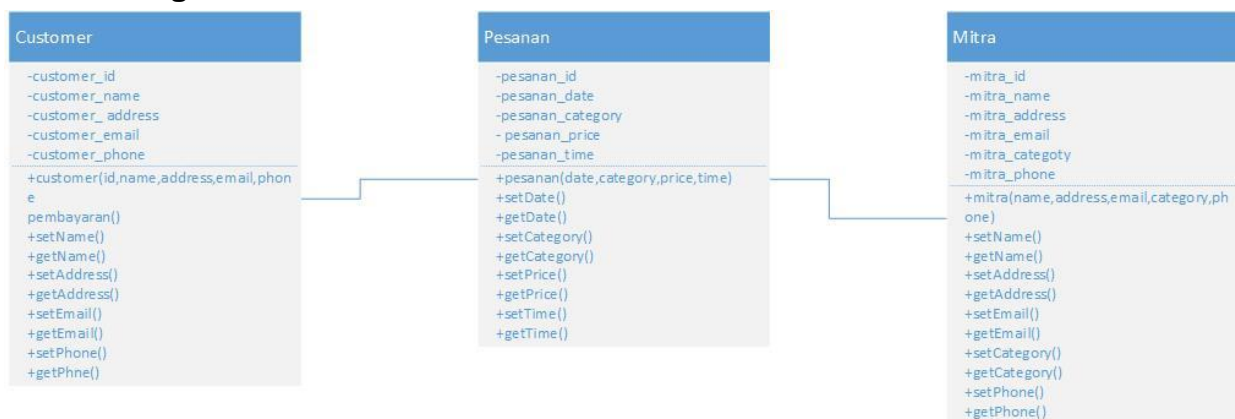 Customer
-customer_id
-customer_name
-customer_ address
-customer_email
-customer_phone
+customer(id,name,address,email,phon
e
pembayaran()
+setName()
+getName()
+setAddress()
+getAddress()
+setEmail()
+getEmail()
+setPhone()
+getPhne()
Pesanan
-pesanan_id
-pesanan_date
-pesanan_category
- pesanan_price
-pesanan_time
+pesanan(date,category,price,time)
+setDate()
+getDate()
+setCategory()
+getCategory()
+setPrice()
+getPrice()
+setTime()
+getTime()
Mitra
-mitra_id
-mitra_name
-mitra_address
-mitra_email
-mitra_categoty
-mitra_phone
+mitra(name,address,email,category,ph
one)
+setName()
+getName()
+setAddress()
+getAddress()
+setEmail()
+getEmail()
+setCategory()
+getCategory()
+setPhone()
+getPhone()